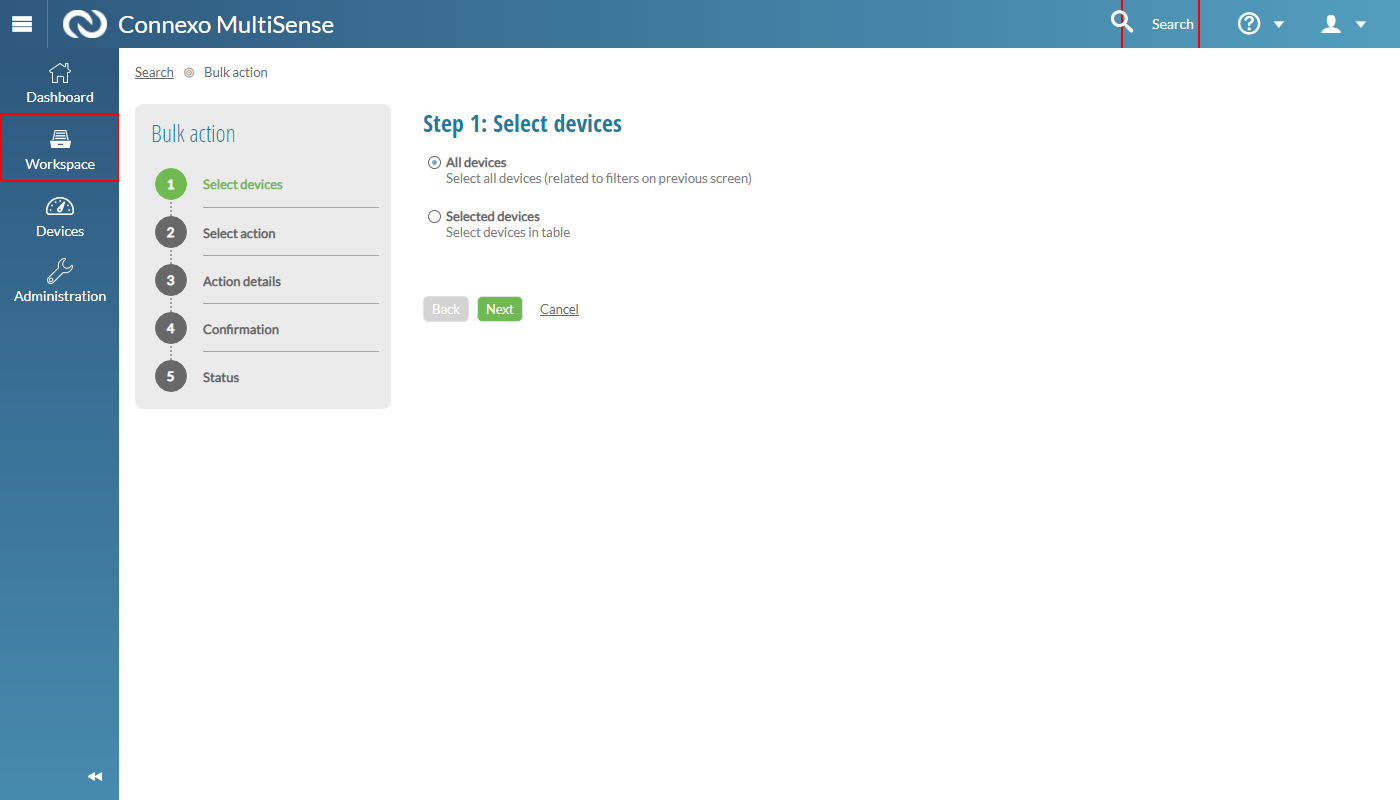 Connexo MultiSense
Search
Dashboard
Workspace
Devices
Administration
Search Bulk action
Bulk action
1 Select devices
2 Select action
3 Action details
4 Confirmation
5 Status
Step 1: Select devices
All devices
Select all devices (related to filters on previous screen)
Selected devices
Select devices in table
Back Next Cancel